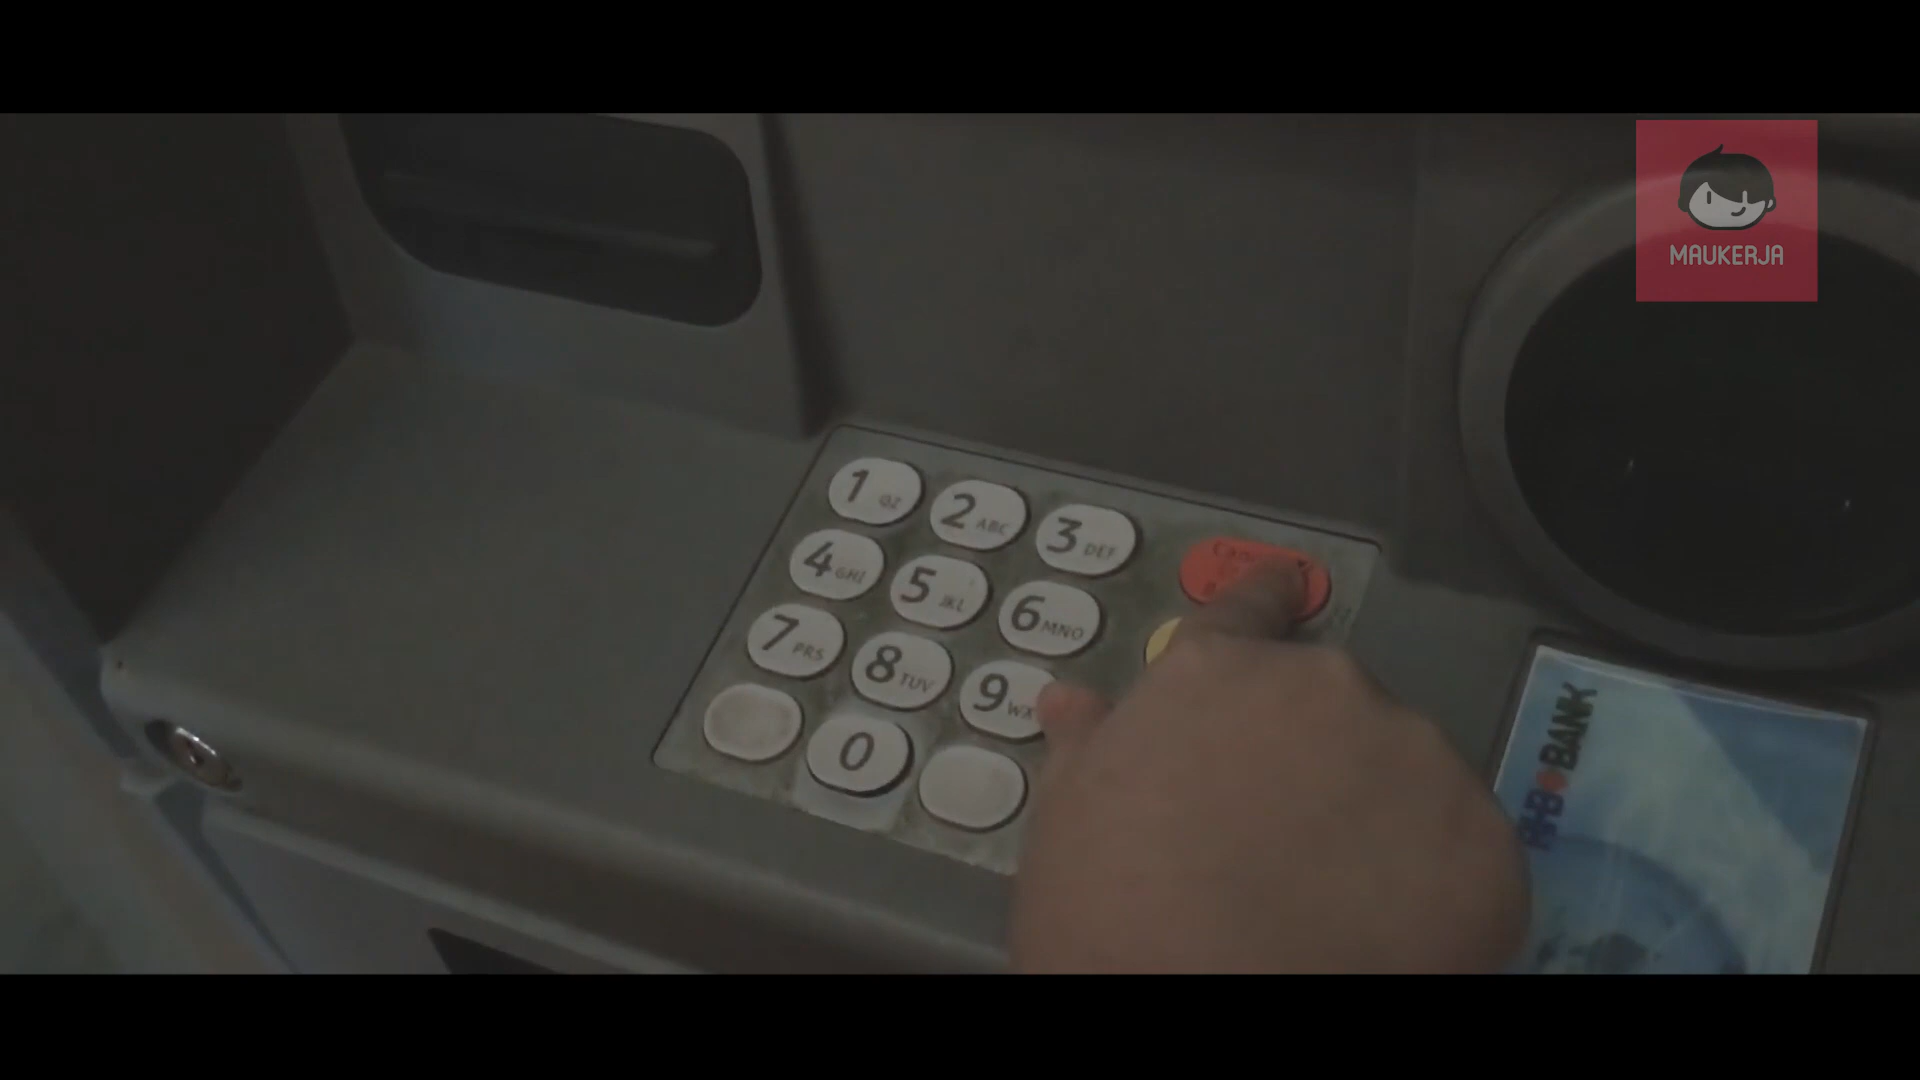 MAUKERJA
1 QZ 2 ABC 3 DEF
4 GHI 5 JKL 6 MNO
7 PRS 8 TUV 9
0
RHB BANK